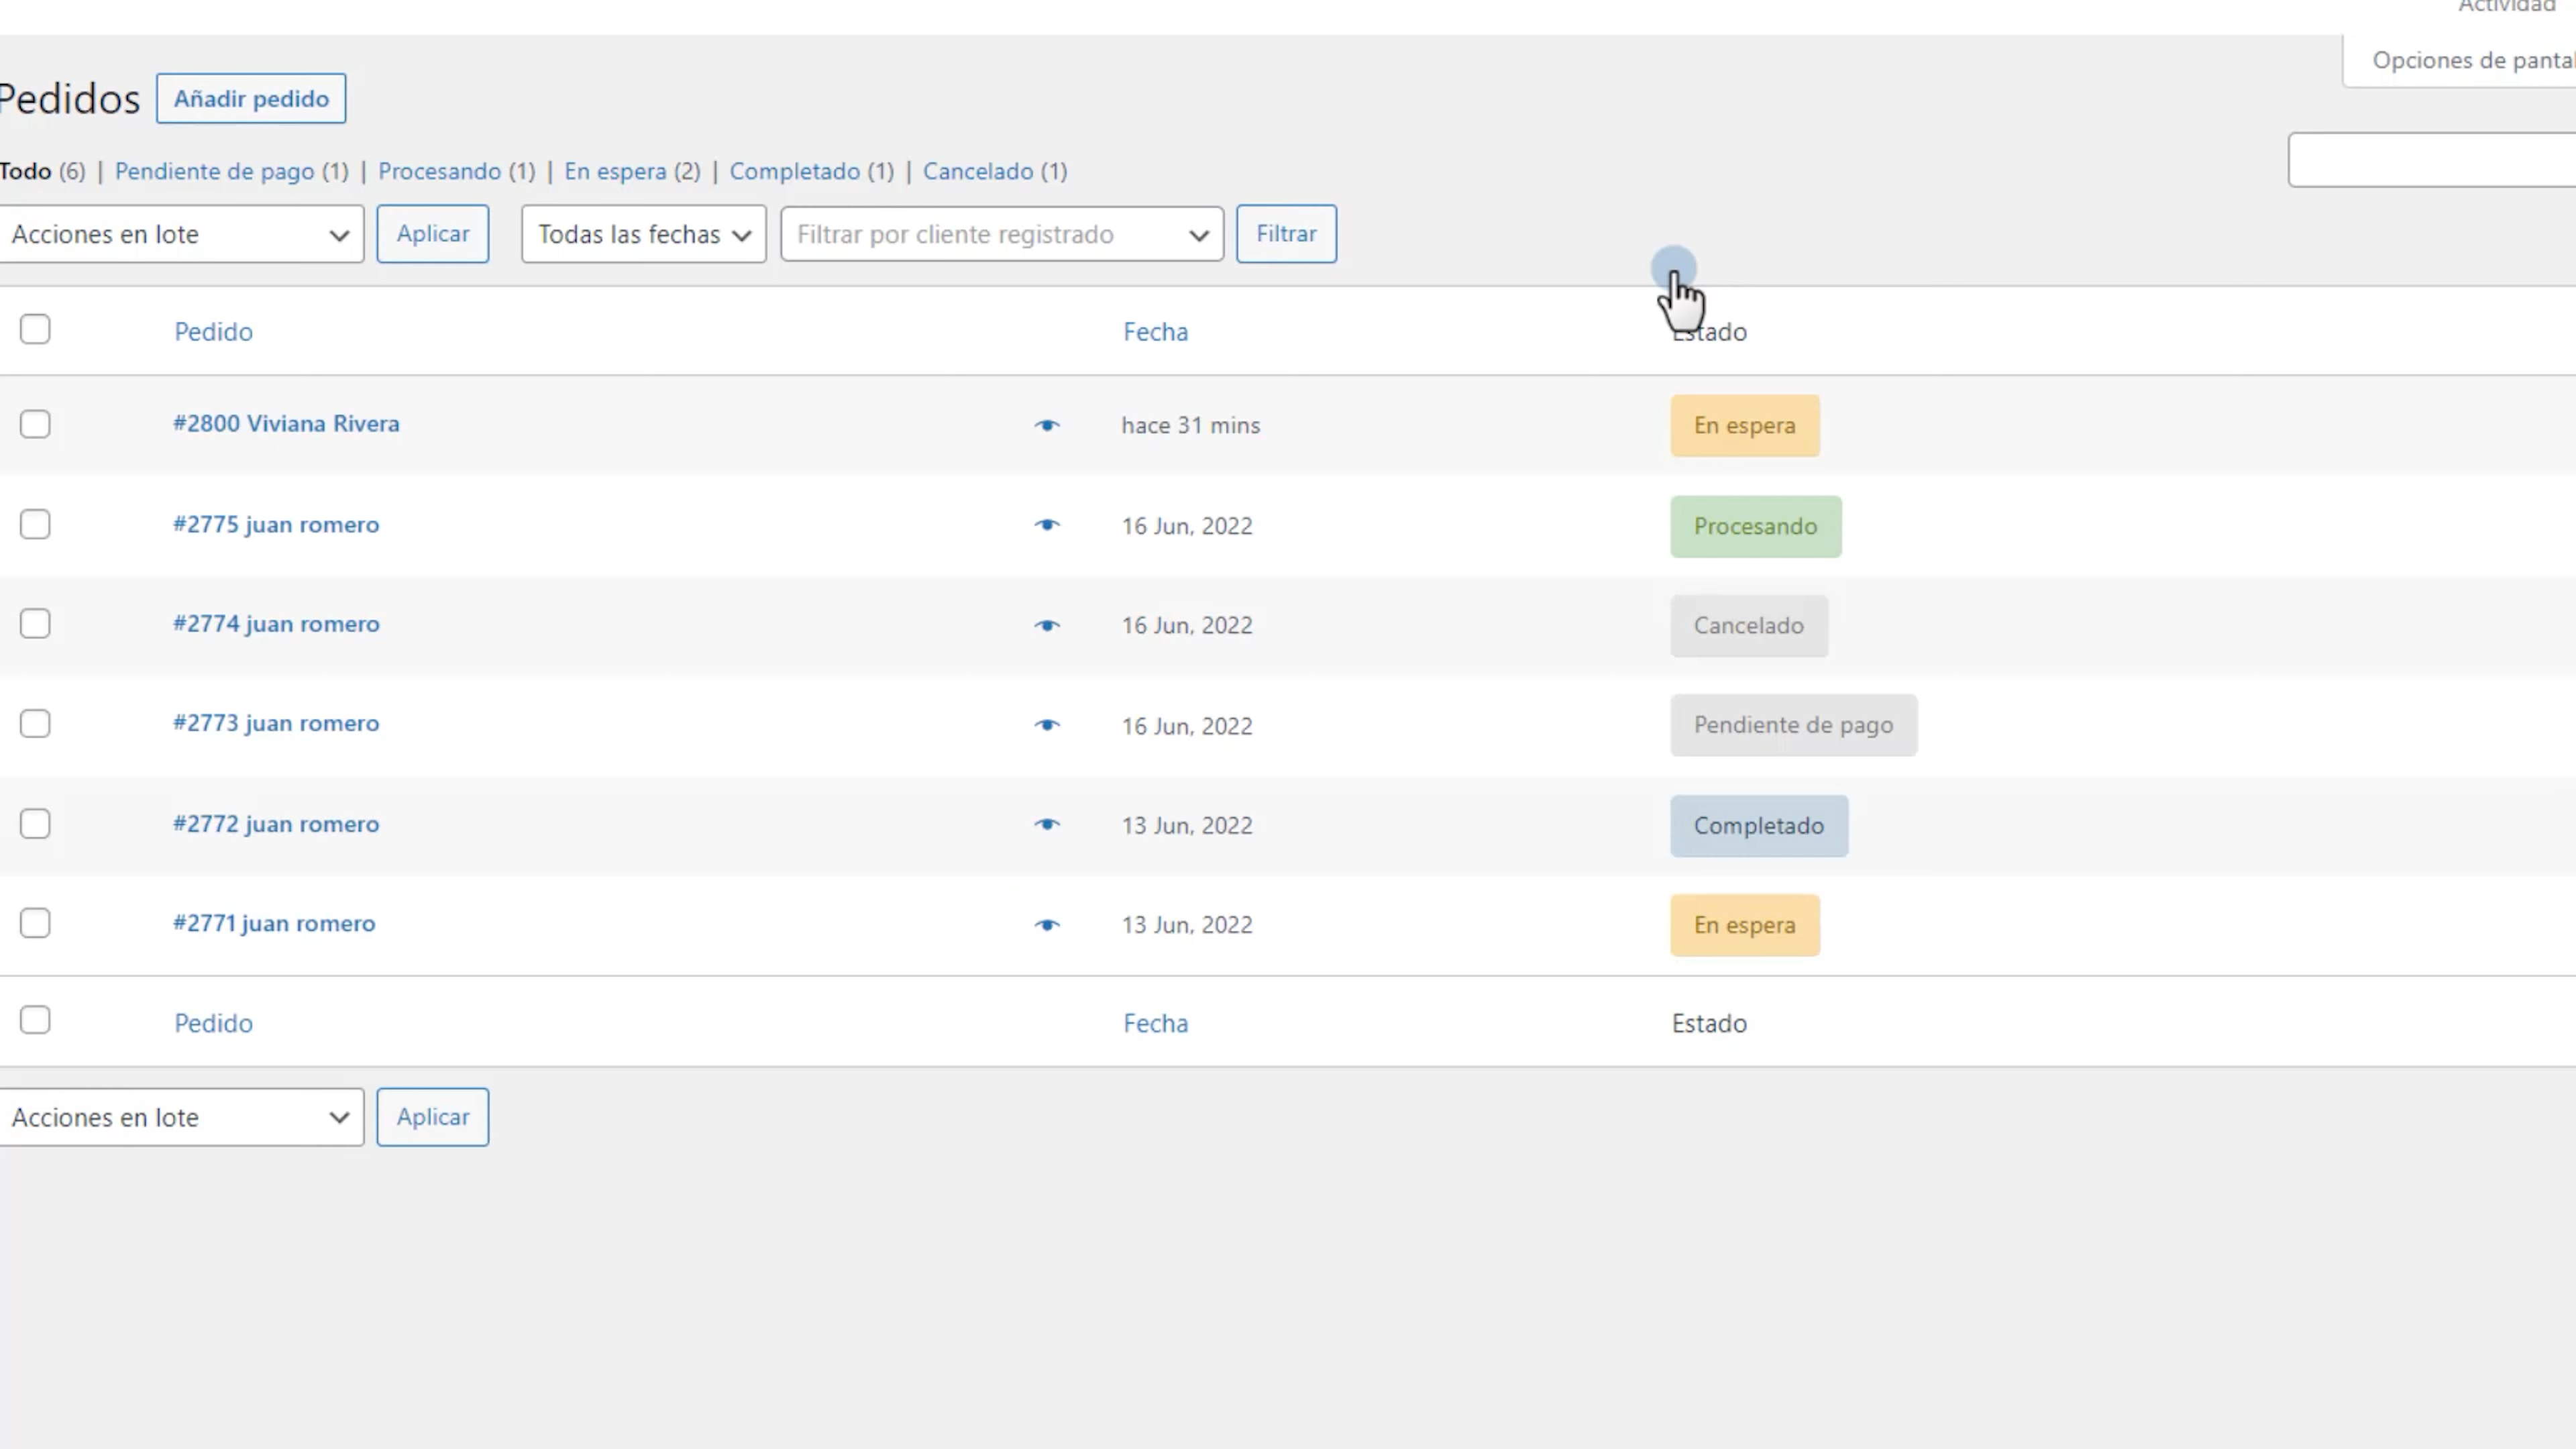 Actividad
Opciones de
Pedidos Añadir pedido
Todo (6) | Pendiente de pago (1) | Procesando (1) | En espera (2) | Completado (1) | Cancelado (1)
Acciones en lote Aplicar Todas las fechas Filtrar por cliente registrado Filtrar
Pedido Fecha Estado
#2800 Viviana Rivera hace 31 mins En espera
#2775 juan romero 16 Jun, 2022 Procesando
#2774 juan romero 16 Jun, 2022 Cancelado
#2773 juan romero 16 Jun, 2022 Pendiente de pago
#2772 juan romero 13 Jun, 2022 Completado
#2771 juan romero 13 Jun, 2022 En espera
Pedido Fecha Estado
Acciones en lote Aplicar